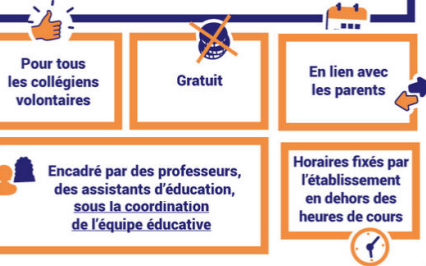 Pour tous
les collégiens
volontaires
Gratuit
En lien avec
les parents
Encadré par des professeurs,
des assistants d'éducation,
sous la coordination
de l'équipe éducative
Horaires fixés par
l'établissement
en dehors des
heures de cours